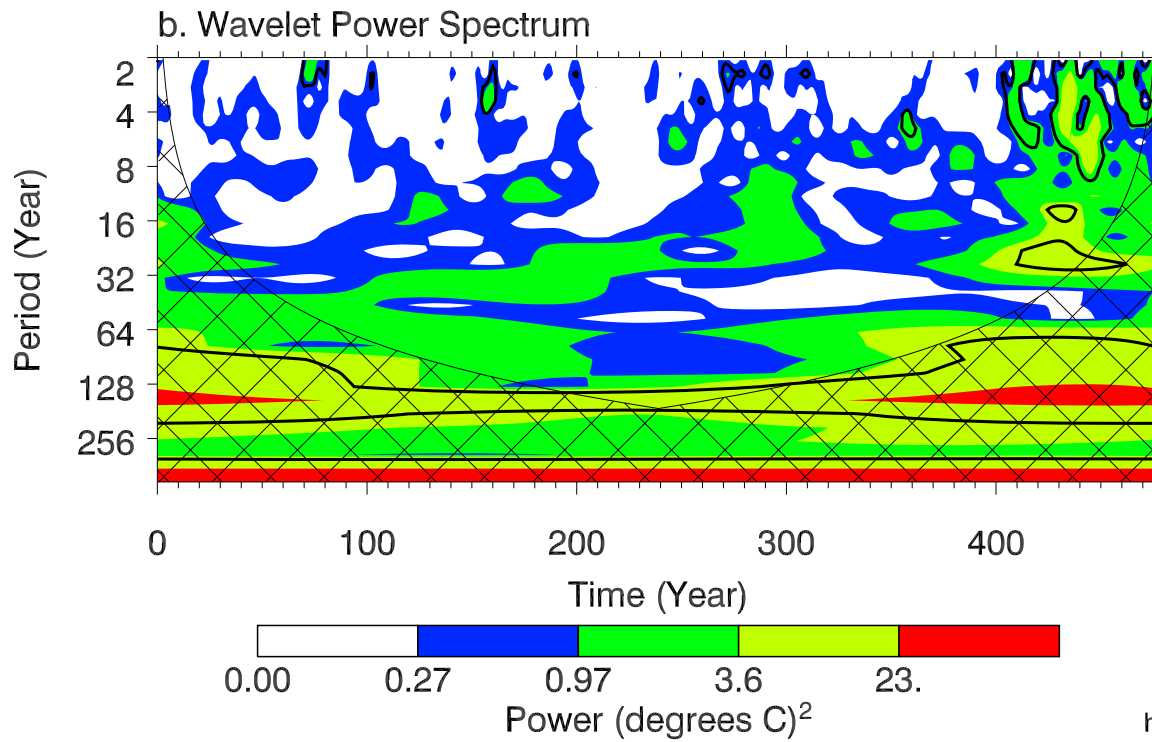 b. Wavelet Power Spectrum
2
4
8
16
32
64
128
256
Period (Year)
0 100 200 300 400
Time (Year)
0.00 0.27 0.97 3.6 23.
Power (degrees C)²